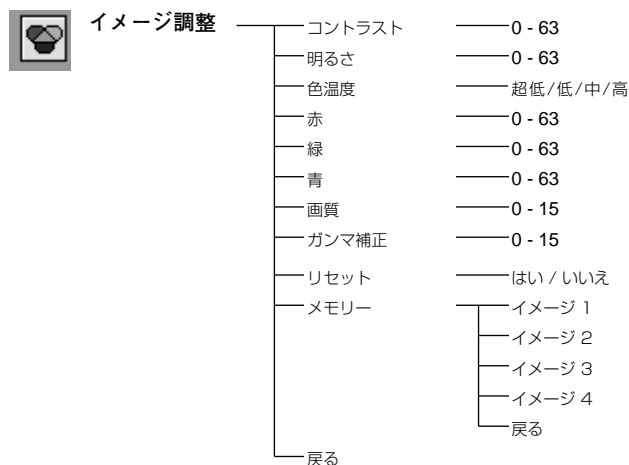 イメージ調整
コントラスト 0 - 63
明るさ 0 - 63
色温度 超低/低/中/高
赤 0 - 63
緑 0 - 63
青 0 - 63
画質 0 - 15
ガンマ補正 0 - 15
リセット はい / いいえ
メモリー イメージ 1
イメージ 2
イメージ 3
イメージ 4
戻る
戻る